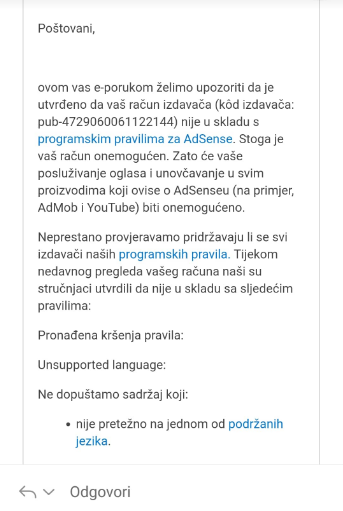 Poštovani,
ovom vas e-porukom želimo upozoriti da je
utvrđeno da vaš račun izdavača (kôd izdavača:
pub-4729060061122144) nije u skladu s
programskim pravilima za AdSense. Stoga je
vaš račun onemogućen. Zato će vaše
posluživanje oglasa i unovčavanje u svim
proizvodima koji ovise o AdSenseu (na primjer,
AdMob i YouTube) biti onemogućeno.
Neprestano provjeravamo pridržavaju li se svi
izdavači naših programskih pravila. Tijekom
nedavnog pregleda vašeg računa naši su
stručnjaci utvrdili da nije u skladu sa sljedećim
pravilima:
Pronađena kršenja pravila:
Unsupported language:
Ne dopuštamo sadržaj koji:
• nije pretežno na jednom od podržanih
jezika.
Odgovori